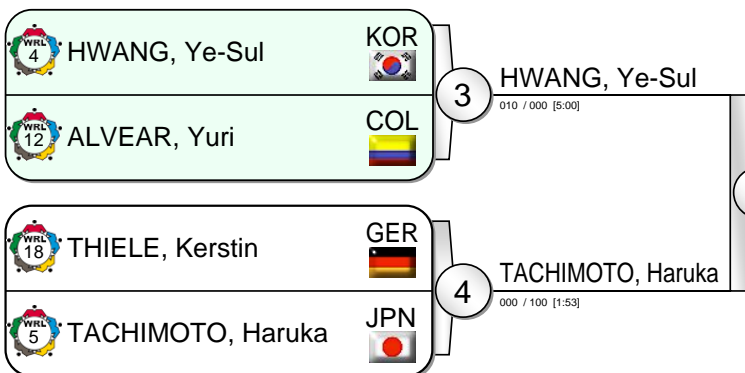 WRL
4
HWANG, Ye-Sul
KOR
WRL
12
ALVEAR, Yuri
COL
3
HWANG, Ye-Sul
010 / 000 [5:00]
WRL
18
THIELE, Kerstin
GER
WRL
5
TACHIMOTO, Haruka
JPN
4
TACHIMOTO, Haruka
000 / 100 [1:53]